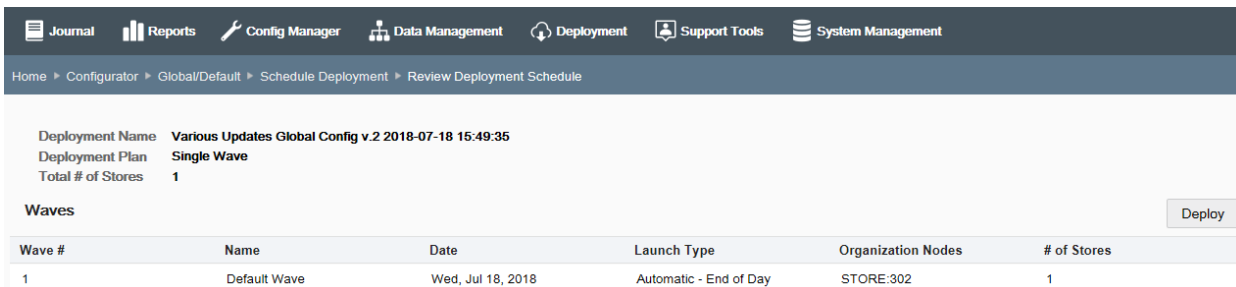 Journal Reports Config Manager Data Management Deployment Support Tools System Management
Home ▸ Configurator ▸ Global/Default ▸ Schedule Deployment ▸ Review Deployment Schedule
Deployment Name Various Updates Global Config v.2 2018-07-18 15:49:35
Deployment Plan Single Wave
Total # of Stores 1
Waves
Deploy
Wave # Name Date Launch Type Organization Nodes # of Stores
1 Default Wave Wed, Jul 18, 2018 Automatic - End of Day STORE:302 1